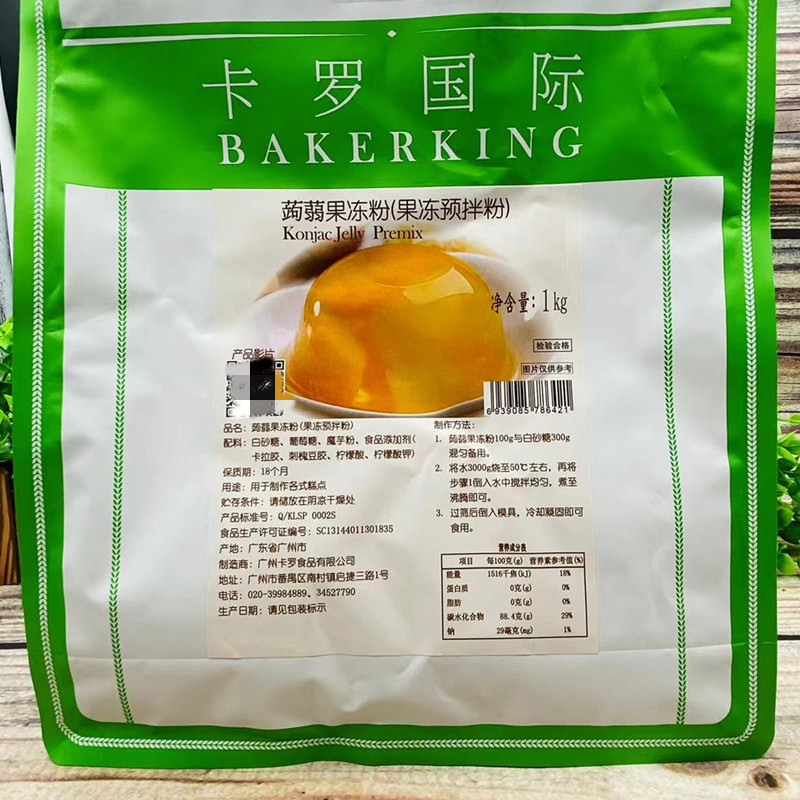 卡罗国际
BAKERKING
蒟蒻果冻粉(果冻预拌粉)
Konjac Jelly Premix
净含量:1kg
检验合格
图片仅供参考
产品影片
6 939085 786421
品名:蒟蒻果冻粉(果冻预拌粉)
配料:白砂糖、葡萄糖、魔芋粉、食品添加剂(
卡拉胶、刺槐豆胶、柠檬酸、柠檬酸钾)
保质期:18个月
用途:用于制作各式糕点
贮存条件:请储放在阴凉干燥处
产品标准号:Q/KLSP 0002S
食品生产许可证编号:SC13144011301835
产地:广东省广州市
制造商:广州卡罗食品有限公司
地址:广州市番禺区南村镇启捷三路1号
电话:020-39984889、34527790
生产日期:请见包装标示
制作方法:
1. 蒟蒻果冻粉100g与白砂糖300g
混匀备用。
2. 将水3000g烧至50℃左右,再将
步骤1倒入水中搅拌均匀,煮至
沸腾即可。
3. 过筛后倒入模具,冷却凝固即可
食用。
营养成分表
项目 每100克(g) 营养素参考值(%)
能量 1516千焦(kJ) 18%
蛋白质 0克(g) 0%
脂肪 0克(g) 0%
碳水化合物 88.4克(g) 29%
钠 29毫克(mg) 1%